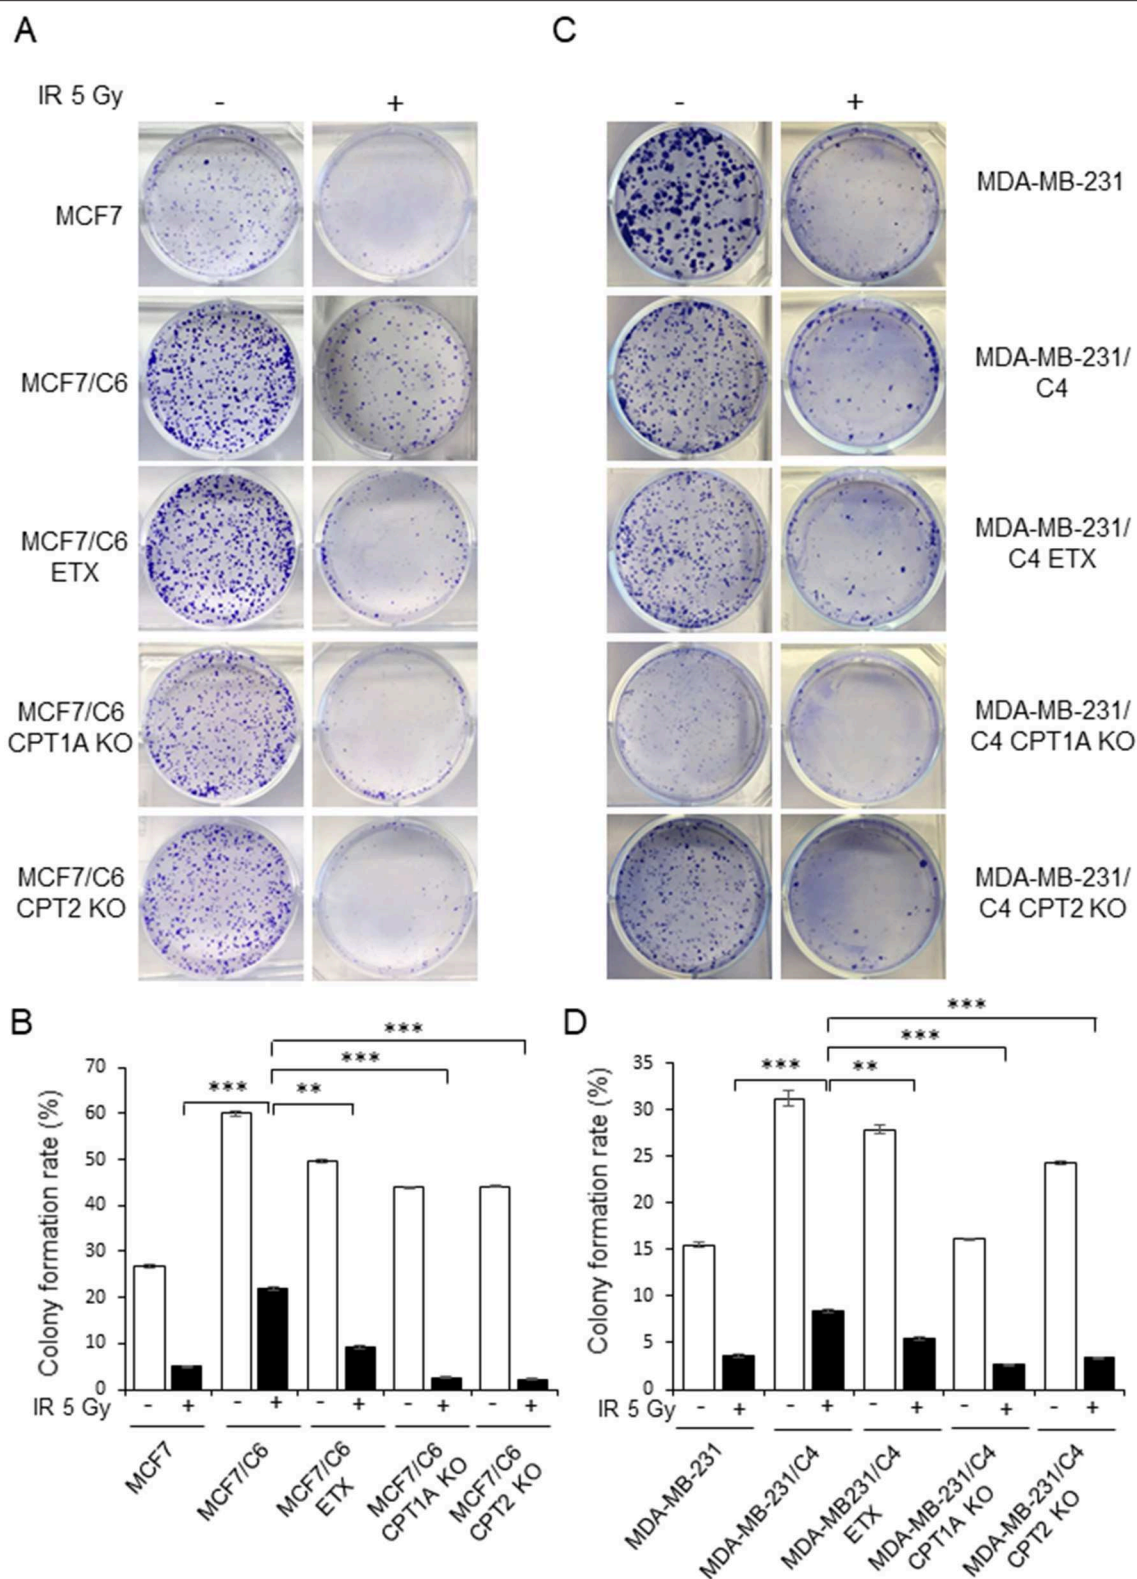 A
C
IR 5 Gy
-
+
-
+
MCF7
MDA-MB-231
MCF7/C6
MDA-MB-231/
C4
MCF7/C6
ETX
MDA-MB-231/
C4 ETX
MCF7/C6
CPT1A KO
MDA-MB-231/
C4 CPT1A KO
MCF7/C6
CPT2 KO
MDA-MB-231/
C4 CPT2 KO
B
Colony formation rate (%)
70
60
50
40
30
20
10
0
***
***
***
**
IR 5 Gy
- + - + - + - + - +
MCF7
MCF7/C6
MCF7/C6
ETX
MCF7/C6
CPT1A KO
MCF7/C6
CPT2 KO
D
Colony formation rate (%)
35
30
25
20
15
10
5
0
***
***
***
**
IR 5 Gy
- + - + - + - + - +
MDA-MB-231
MDA-MB-231/C4
MDA-MB231/C4
ETX
MDA-MB-231/C4
CPT1A KO
MDA-MB-231/C4
CPT2 KO